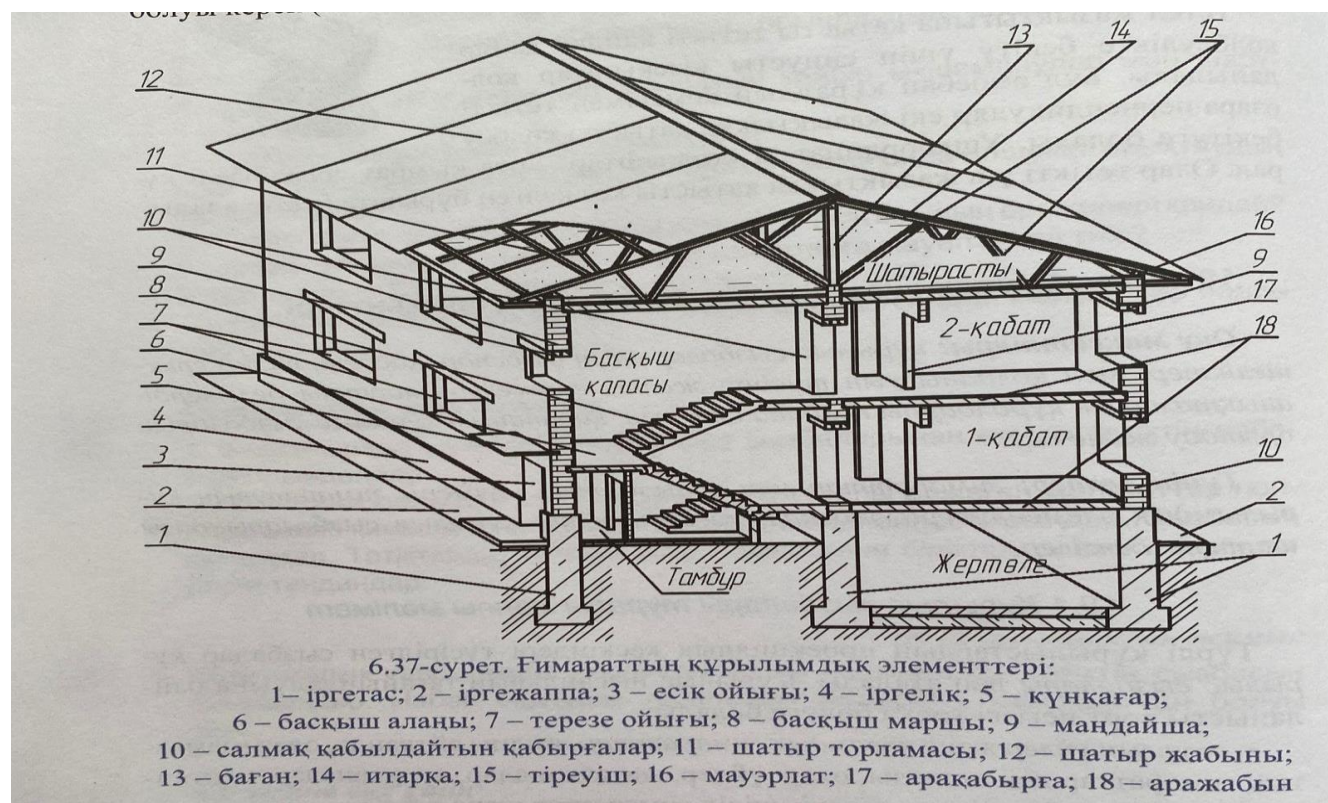 12
11
10
9
8
7
6
5
4
3
2
1
13 14 15
16
9
17
18
10
2
1
Шатырасты
2-қабат
Басқыш
қапасы
1-қабат
Тамбур
Жертөле
6.37-сурет. Ғимараттың құрылымдық элементтері:
1– іргетас; 2 – іргежаппа; 3 – есік ойығы; 4 – іргелік; 5 – күнқағар;
6 – басқыш алаңы; 7 – терезе ойығы; 8 – басқыш маршы; 9 – маңдайша;
10 – салмақ қабылдайтын қабырғалар; 11 – шатыр торламасы; 12 – шатыр жабыны;
13 – баған; 14 – итарқа; 15 – тіреуіш; 16 – мауэрлат; 17 – арақабырға; 18 – аражабын